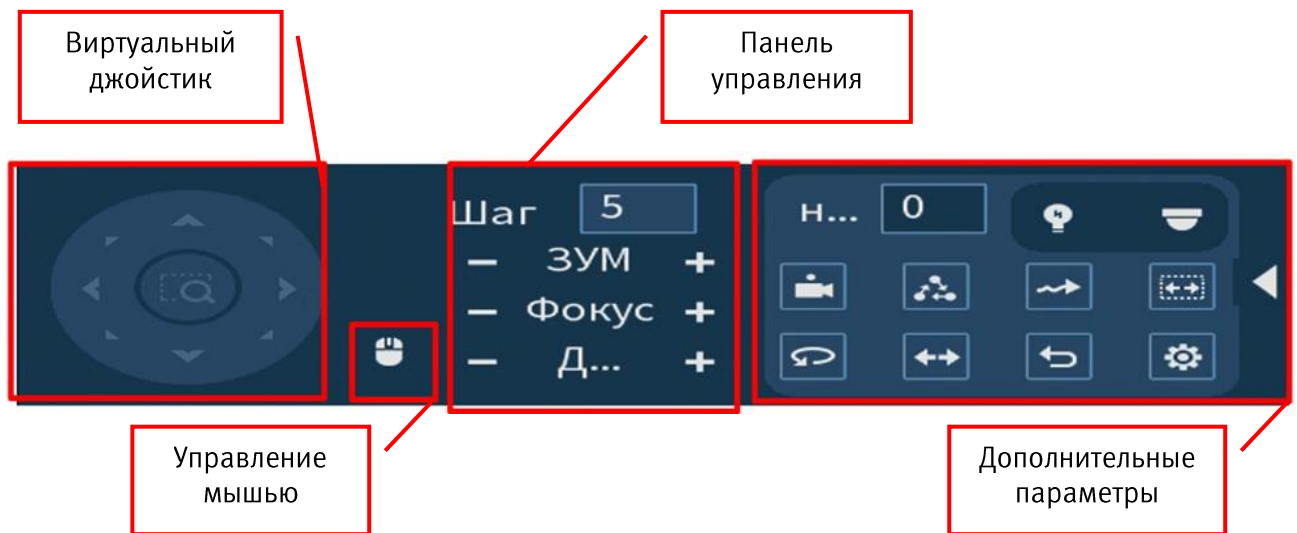 Виртуальный
джойстик
Панель
управления
Шаг 5
− ЗУМ +
− Фокус +
− Д... +
н... 0
Управление
мышью
Дополнительные
параметры